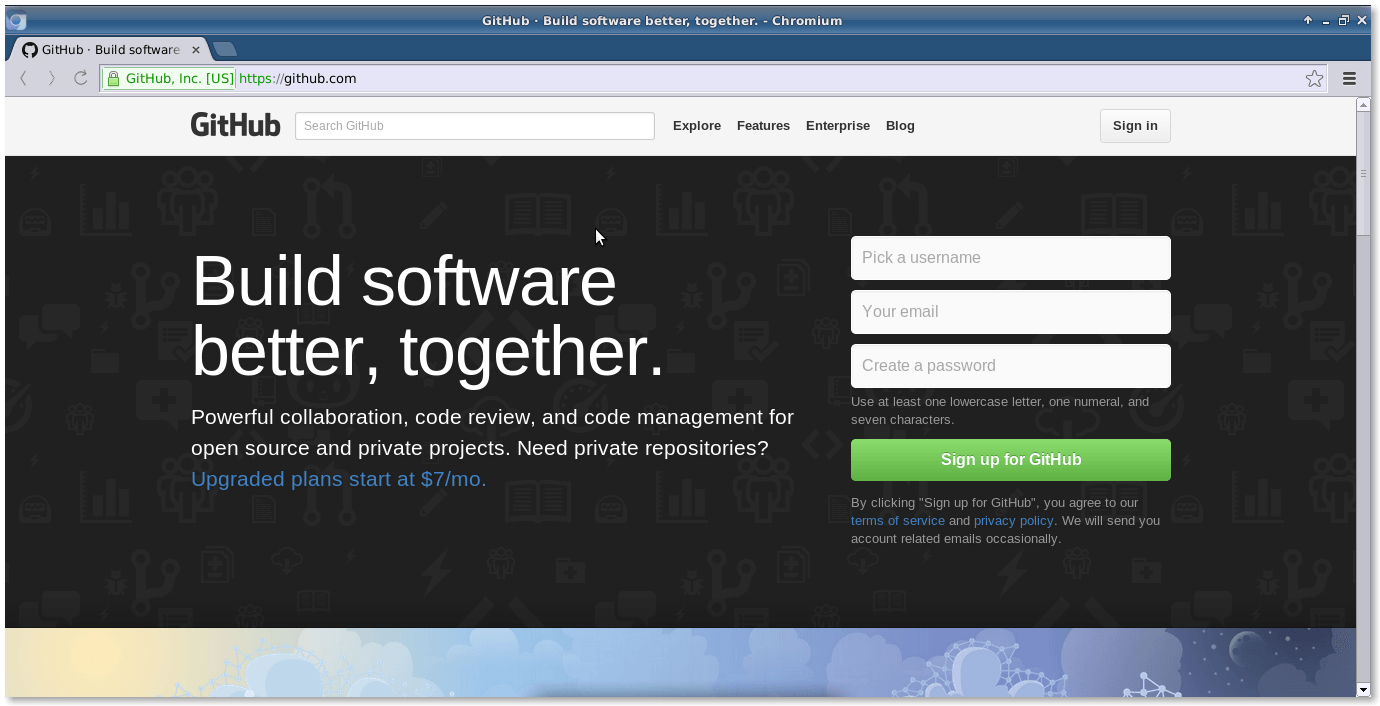 GitHub · Build software better, together. - Chromium
GitHub · Build software
GitHub, Inc. [US] https://github.com
GitHub
Search GitHub
Explore
Features
Enterprise
Blog
Sign in
Build software
better, together.
Powerful collaboration, code review, and code management for
open source and private projects. Need private repositories?
Upgraded plans start at $7/mo.
Pick a username
Your email
Create a password
Use at least one lowercase letter, one numeral, and
seven characters.
Sign up for GitHub
By clicking "Sign up for GitHub", you agree to our
terms of service and privacy policy. We will send you
account related emails occasionally.